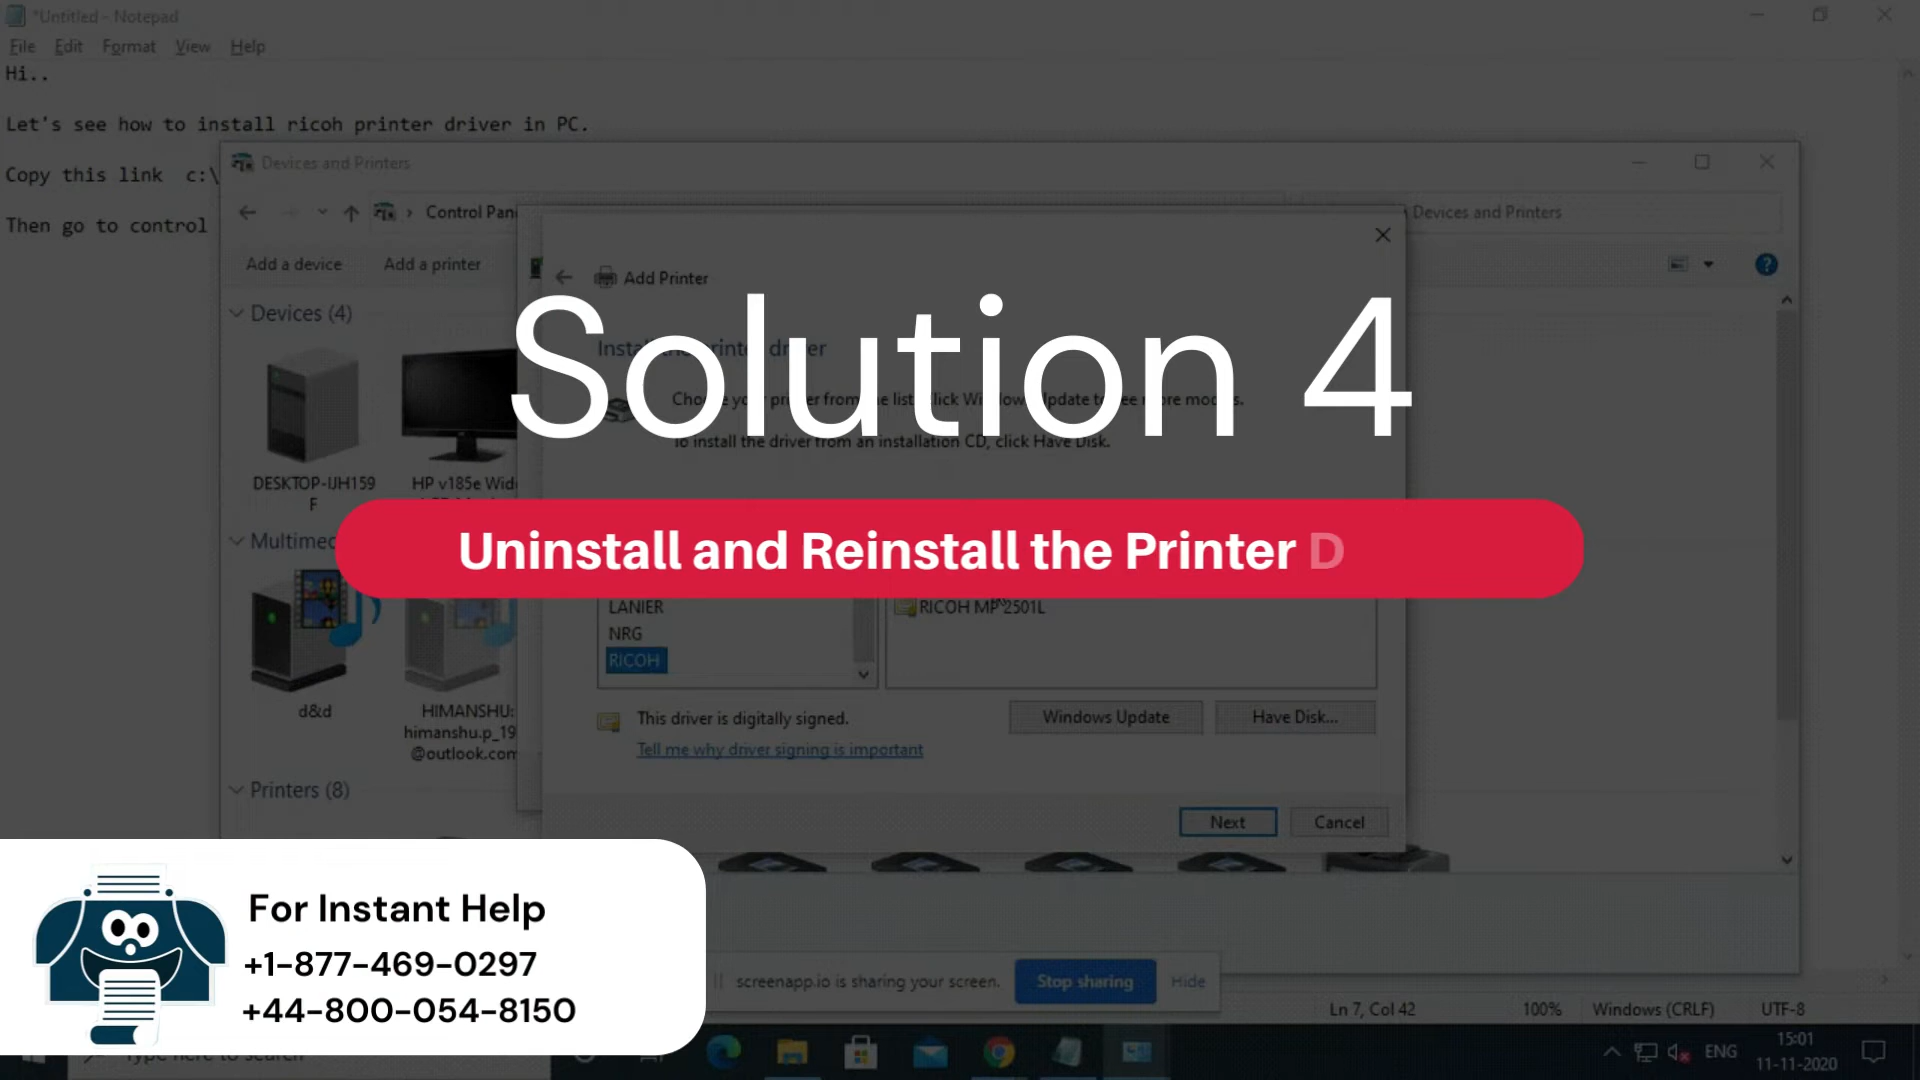 *Untitled - Notepad
File Edit Format View Help
Hi..
Let's see how to install ricoh printer driver in PC.
Copy this link c:\
Then go to control
Devices and Printers
Control Pan
Devices and Printers
Add a device Add a printer
Devices (4)
DESKTOP-IJH159
F
HP v185e Wid
Multimed
d&d
HIMANSHU:
himanshu.p_19
@outlook.com
Printers (8)
Add Printer
Solution 4
Uninstall and Reinstall the Printer D
To install the driver from an installation CD, click Have Disk.
LANIER
NRG
RICOH
RICOH MP 2501L
This driver is digitally signed.
Tell me why driver signing is important
Windows Update Have Disk...
Next Cancel
For Instant Help
+1-877-469-0297
+44-800-054-8150
screenapp.io is sharing your screen. Stop sharing Hide
Ln 7, Col 42 100% Windows (CRLF) UTF-8
Type here to search
ENG
15:01
11-11-2020